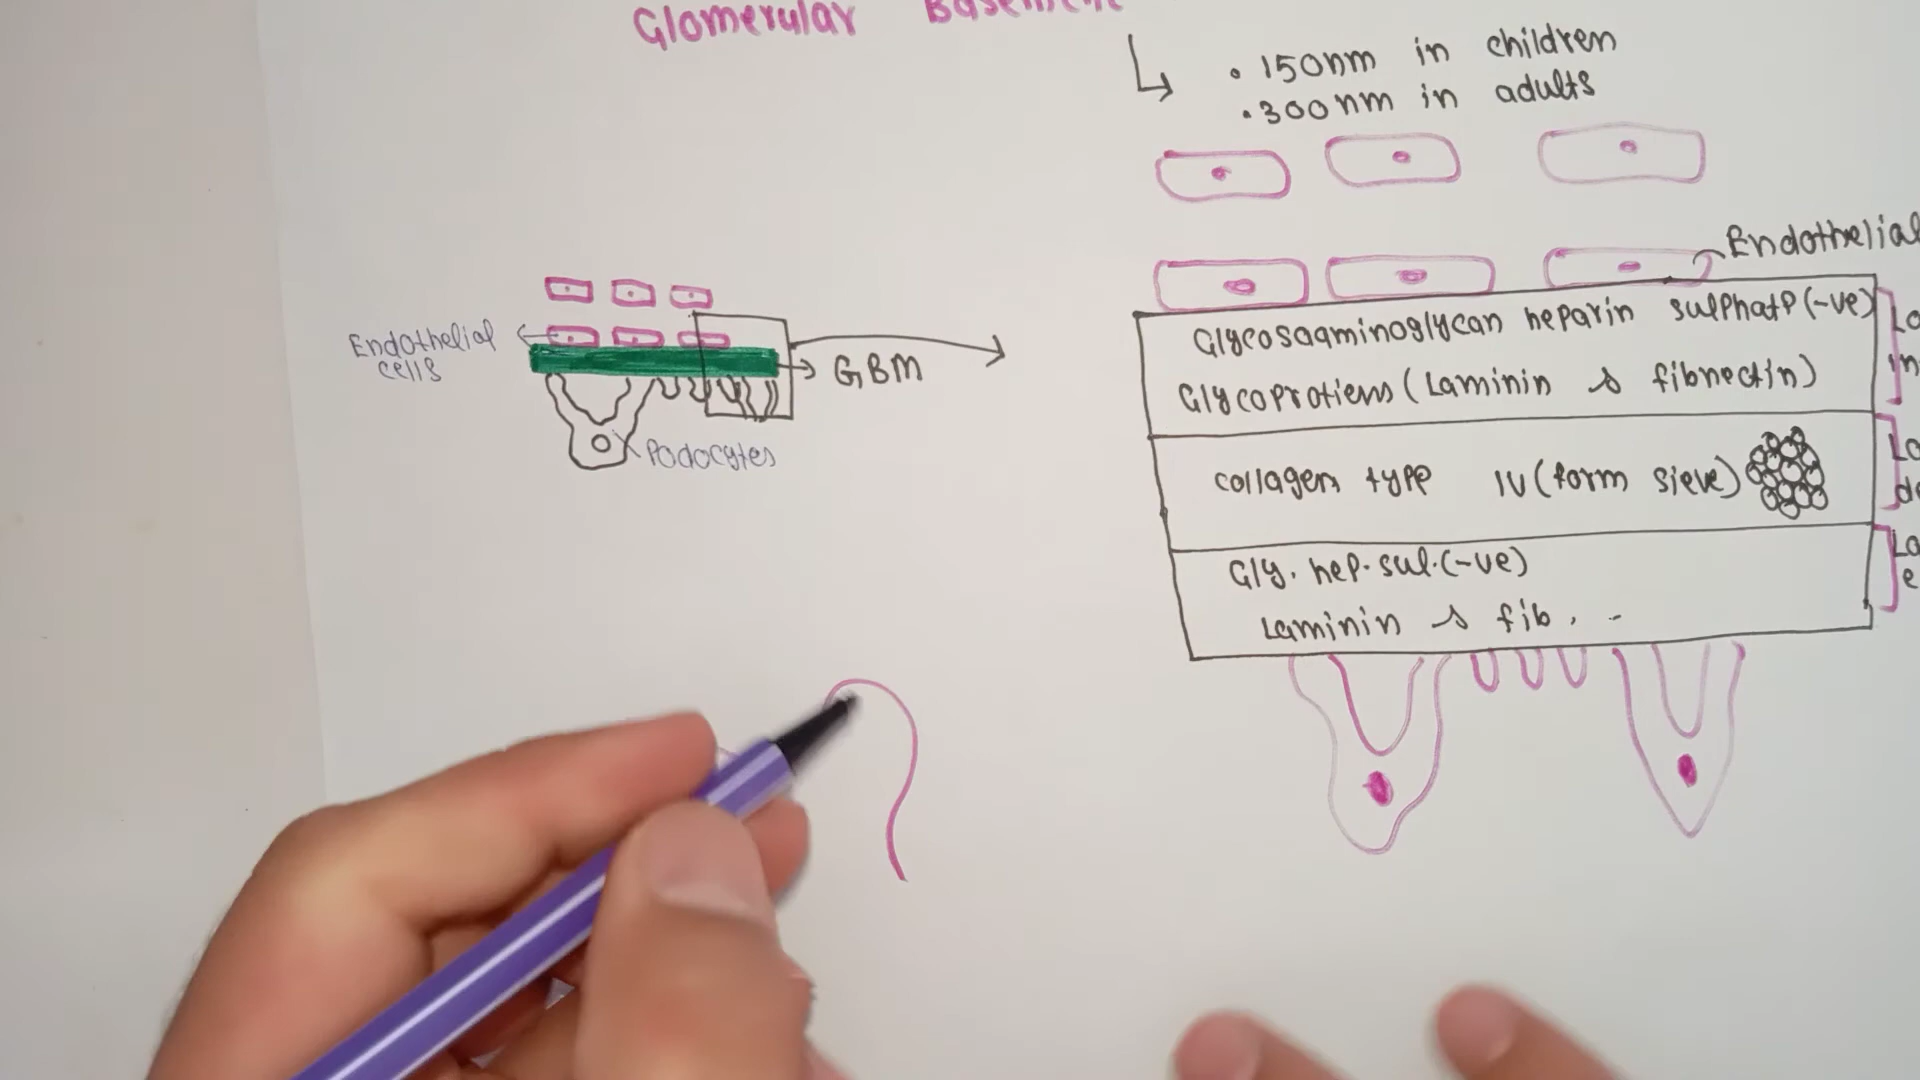 Glomerular Basement
. 150nm in children
. 300nm in adults
Endothelial
Endothelial
cells
GBM
Podocytes
Glycosaaminoglycan heparin sulphate (-ve)
Glycoprotiens (Laminin & fibnectin)
collagen type IV (form sieve)
Gly. hep. sul. (-ve)
Laminin & fib . .